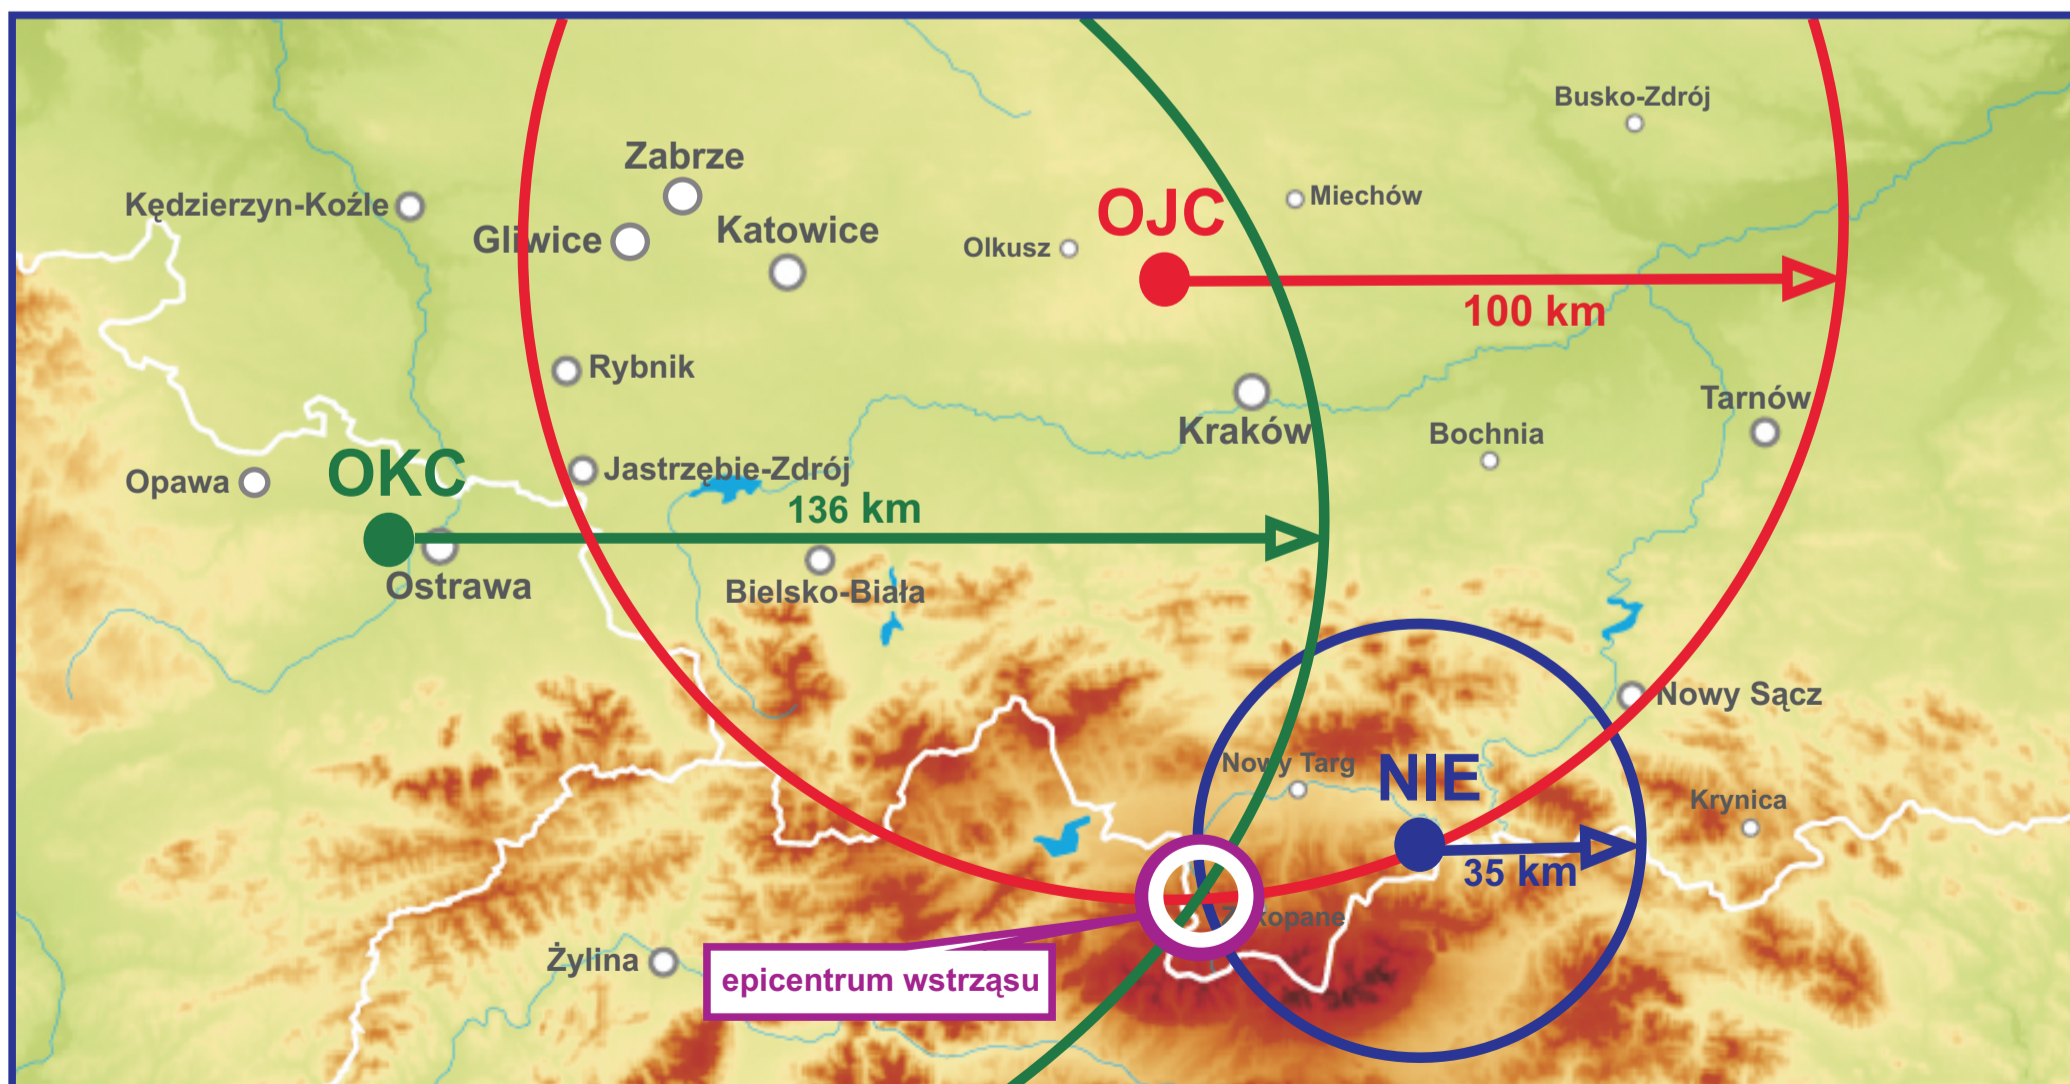 Busko-Zdrój
Zabrze
Kędzierzyn-Koźle
Miechów
OJC
Gliwice
Katowice
Olkusz
100 km
Rybnik
Tarnów
Kraków
Bochnia
OKC
Opawa
Jastrzębie-Zdrój
136 km
Ostrawa
Bielsko-Biała
Nowy Sącz
Nowy Targ
NIE
Krynica
35 km
Zakopane
Żylina
epicentrum wstrząsu